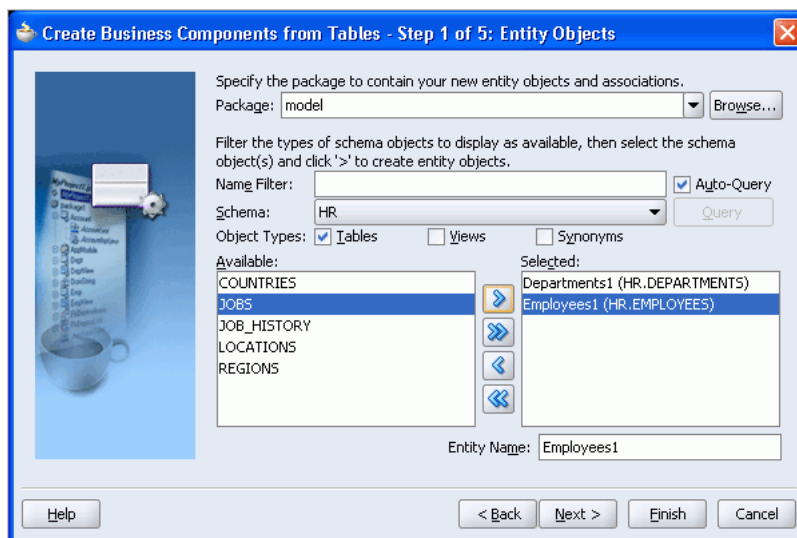 Create Business Components from Tables - Step 1 of 5: Entity Objects
Specify the package to contain your new entity objects and associations.
Package: model Browse...
Filter the types of schema objects to display as available, then select the schema
object(s) and click '>' to create entity objects.
Name Filter: Auto-Query
Schema: HR Query
Object Types: Tables Views Synonyms
Available: Selected:
COUNTRIES Departments1 (HR.DEPARTMENTS)
JOBS Employees1 (HR.EMPLOYEES)
JOB_HISTORY
LOCATIONS
REGIONS
Entity Name: Employees1
Help < Back Next > Finish Cancel